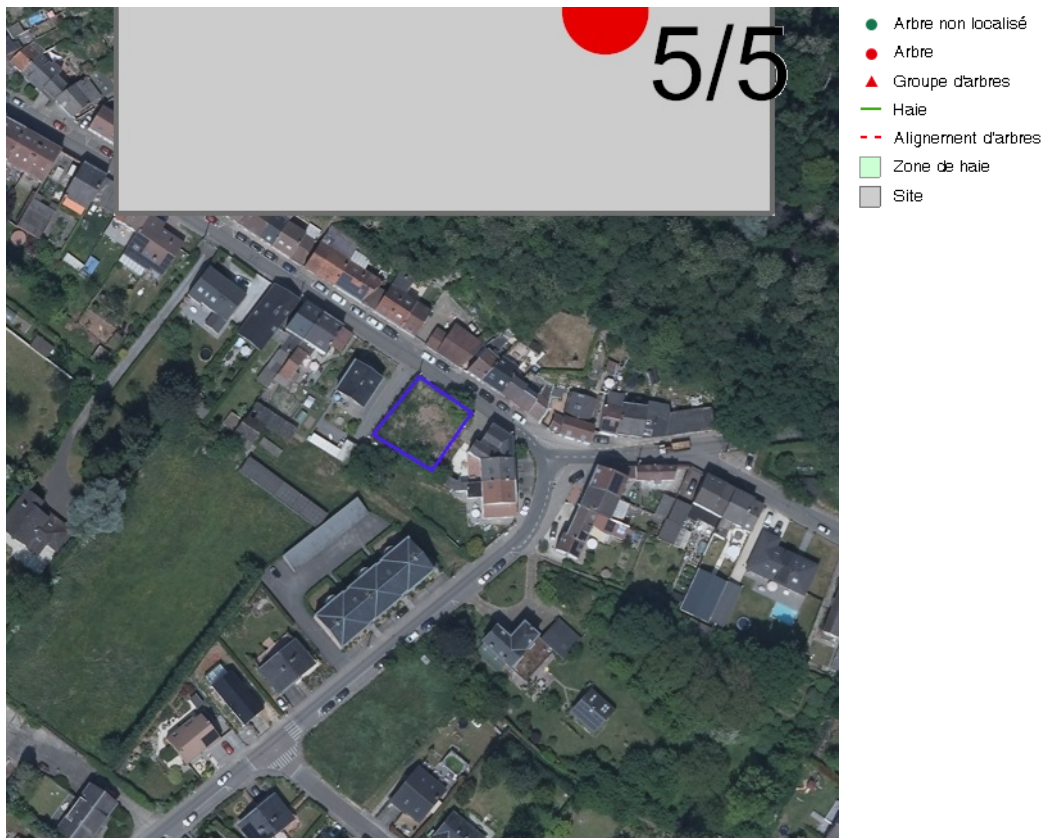 5/5
Arbre non localisé
Arbre
Groupe d'arbres
Haie
Alignement d'arbres
Zone de haie
Site